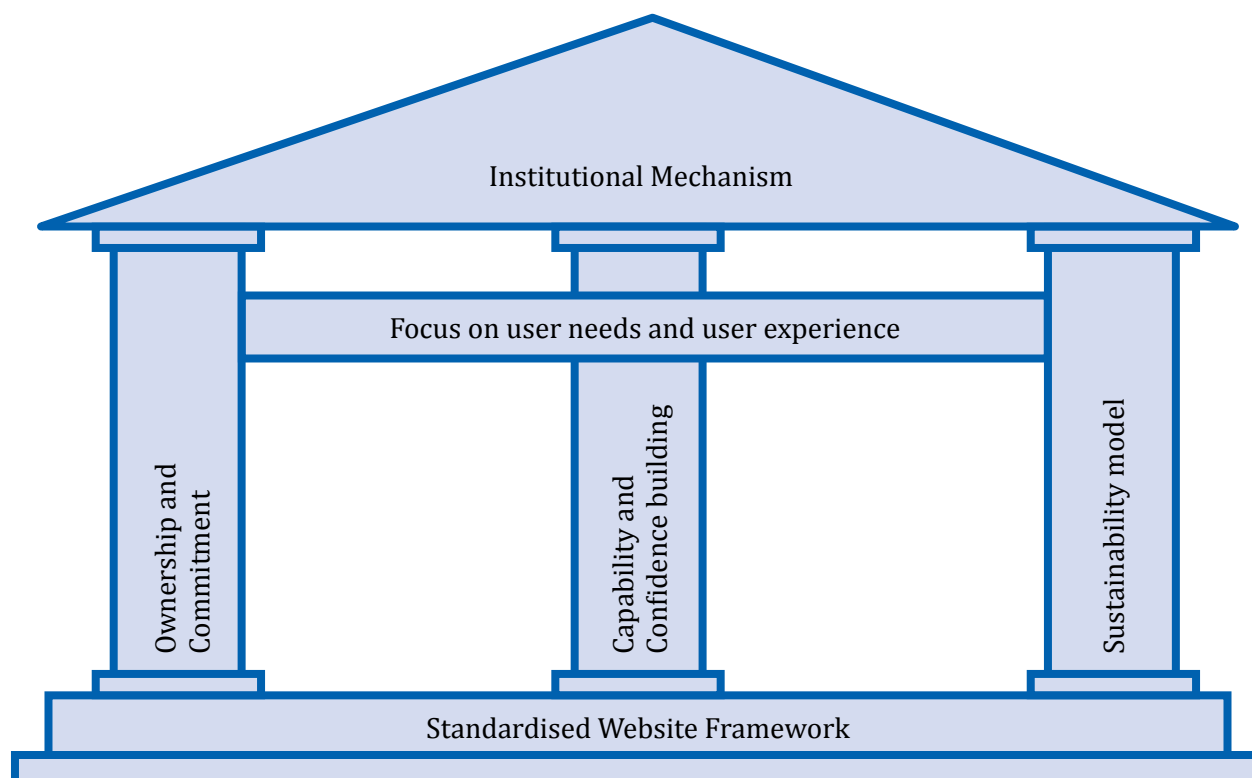 Institutional Mechanism
Focus on user needs and user experience
Ownership and
Commitment
Capability and
Confidence building
Sustainability model
Standardised Website Framework